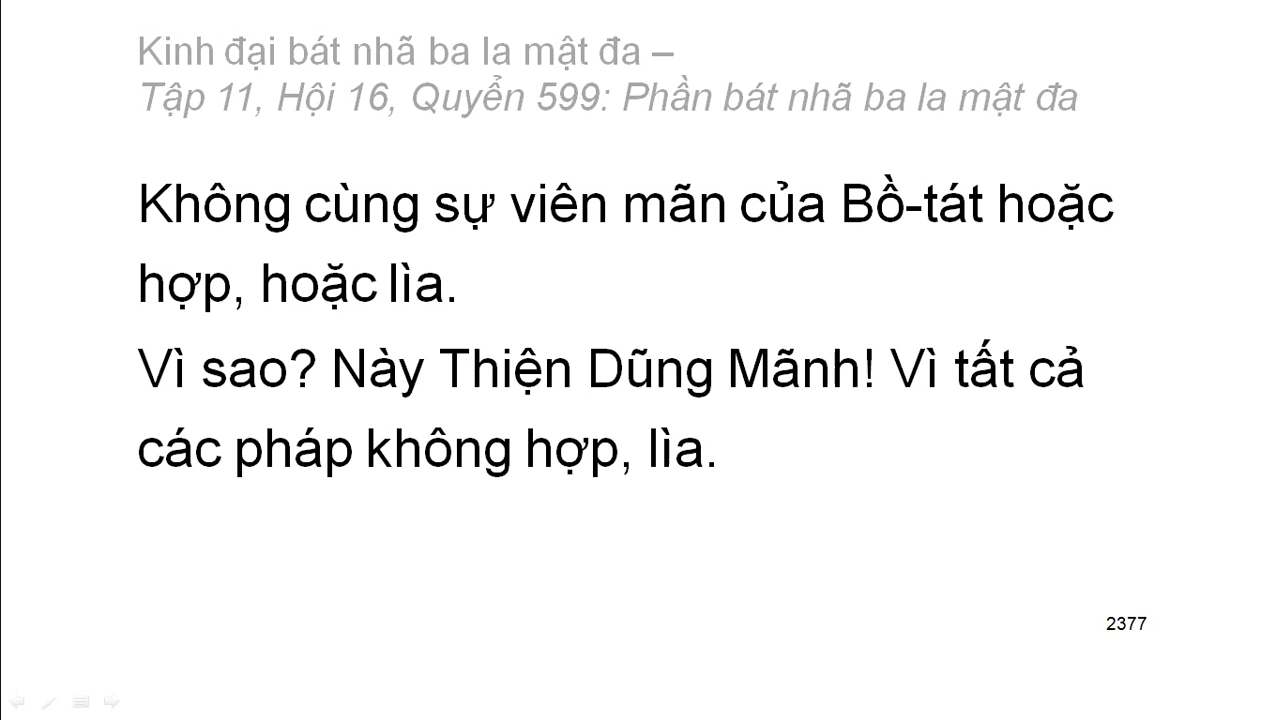 Kinh đại bát nhã ba la mật đa –
Tập 11, Hội 16, Quyển 599: Phần bát nhã ba la mật đa
Không cùng sự viên mãn của Bồ-tát hoặc
hợp, hoặc lìa.
Vì sao? Này Thiện Dũng Mãnh! Vì tất cả
các pháp không hợp, lìa.
2377